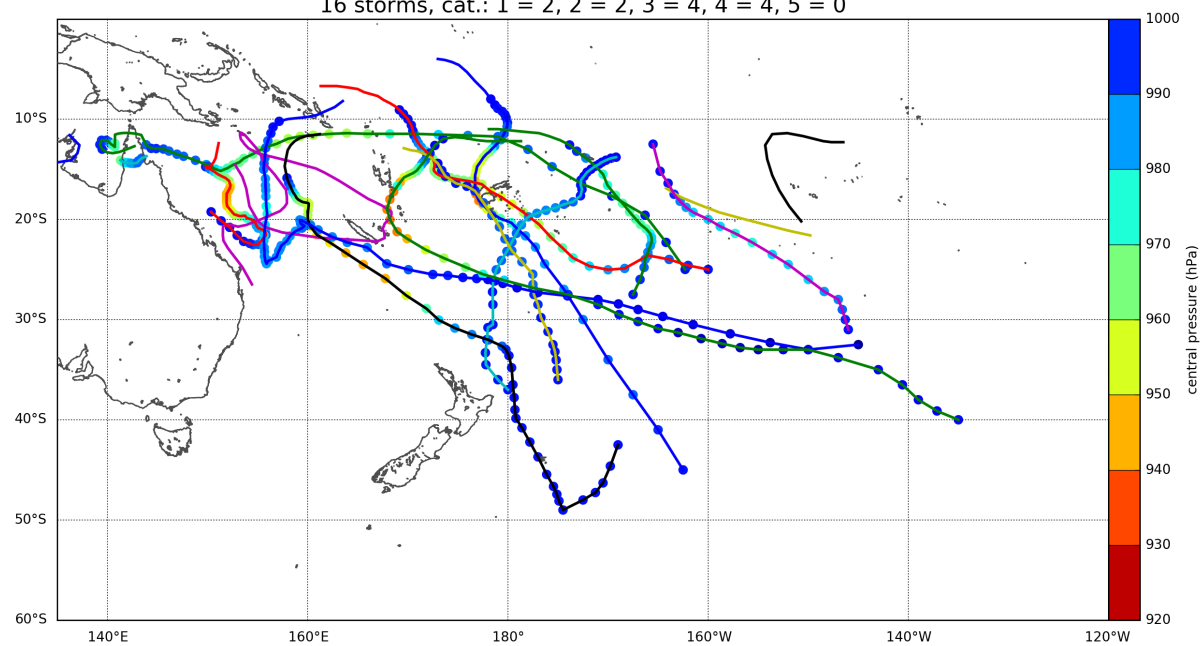 16 storms, cat.: 1 = 2, 2 = 2, 3 = 4, 4 = 4, 5 = 0
10°S
20°S
30°S
40°S
50°S
60°S
140°E
160°E
180°
160°W
140°W
120°W
1000
990
980
970
960
950
940
930
920
central pressure (hPa)